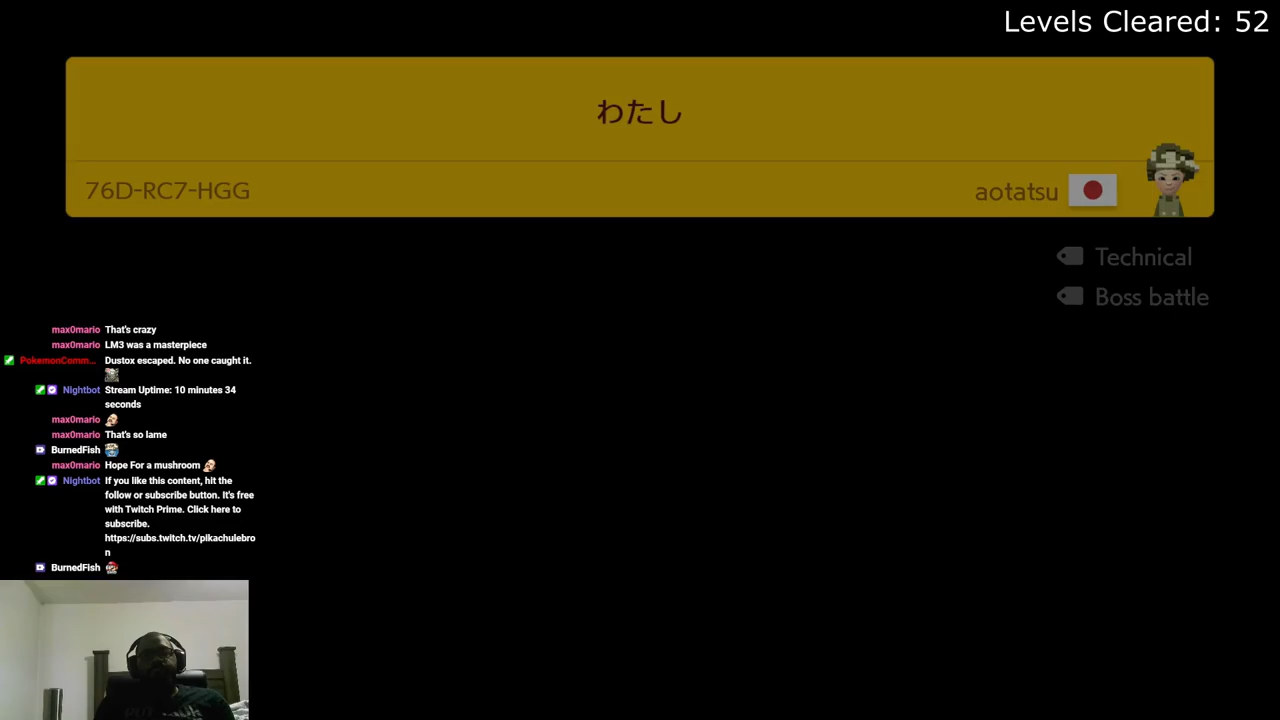 Levels Cleared: 52
わたし
76D-RC7-HGG
aotatsu
Technical
Boss battle
max0mario That's crazy
max0mario LM3 was a masterpiece
PokemonComm... Dustox escaped. No one caught it.
Nightbot Stream Uptime: 10 minutes 34
seconds
max0mario
max0mario That's so lame
BurnedFish
max0mario Hope For a mushroom
Nightbot If you like this content, hit the
follow or subscribe button. It's free
with Twitch Prime. Click here to
subscribe.
https://subs.twitch.tv/pikachulebro
n
BurnedFish